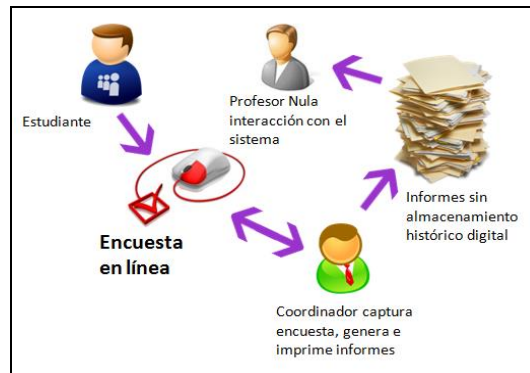 Estudiante
Profesor Nula
interacción con el
sistema
Informes sin
almacenamiento
histórico digital
Encuesta
en línea
Coordinador captura
encuesta, genera e
imprime informes